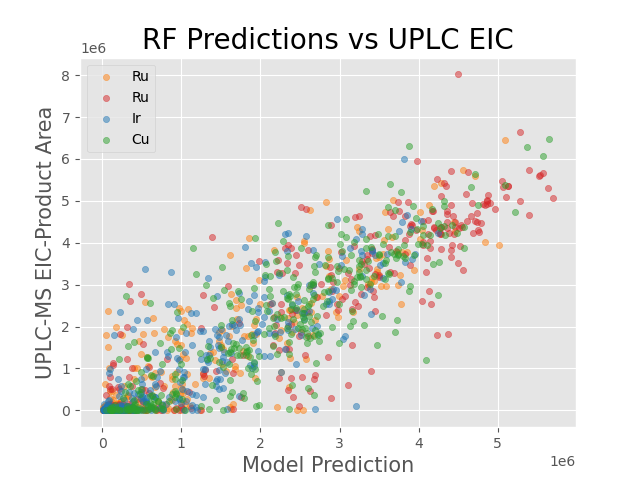 RF Predictions vs UPLC EIC
1e6
Ru
Ru
Ir
Cu
UPLC-MS EIC-Product Area
8
7
6
5
4
3
2
1
0
0 1 2 3 4 5
1e6
Model Prediction